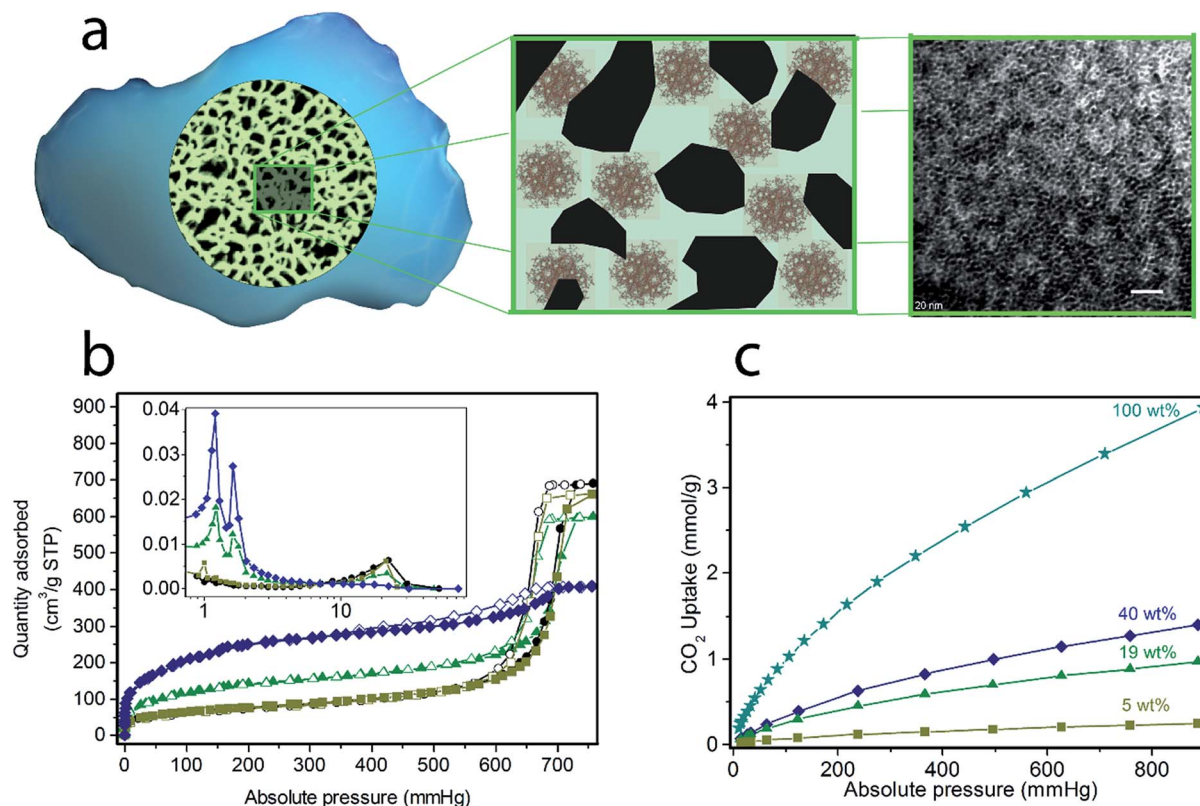 a
20 nm
b
900
800
700
600
500
400
300
200
100
0
Quantity adsorbed
(cm³/g STP)
0.04
0.03
0.02
0.01
0.00
1
10
0 100 200 300 400 500 600 700
Absolute pressure (mmHg)
c
4
3
2
1
0
CO₂ Uptake (mmol/g)
100 wt%
40 wt%
19 wt%
5 wt%
0 200 400 600 800
Absolute pressure (mmHg)